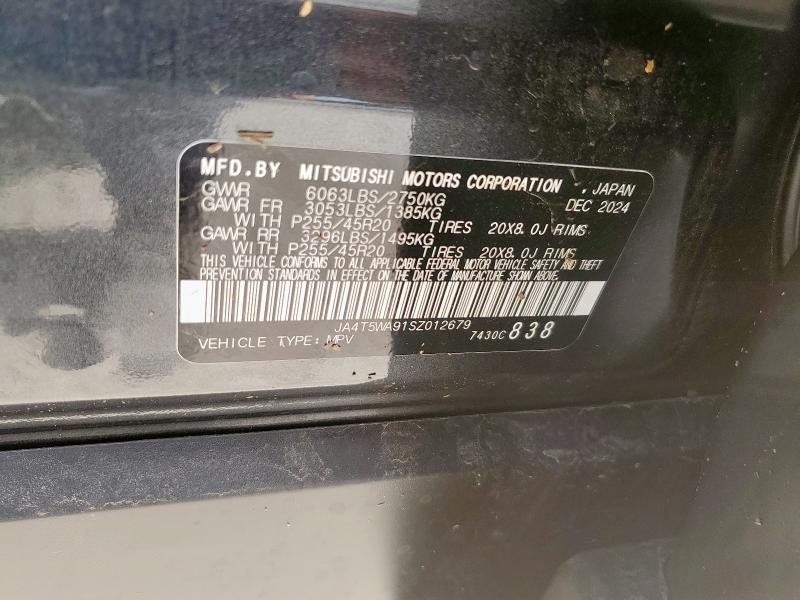 MFD.BY MITSUBISHI MOTORS CORPORATION , JAPAN
GVWR 6063LBS/2750KG DEC 2024
GAWR FR 3053LBS/1385KG
WITH P255/45R20 TIRES 20X8.0J RIMS
GAWR RR 3296LBS/1495KG
WITH P255/45R20 TIRES 20X8.0J RIMS
THIS VEHICLE CONFORMS TO ALL APPLICABLE FEDERAL MOTOR VEHICLE SAFETY AND THEFT
PREVENTION STANDARDS IN EFFECT ON THE DATE OF MANUFACTURE SHOWN ABOVE.
JA4T5WA91SZ012679
VEHICLE TYPE: MPV 7430C 838